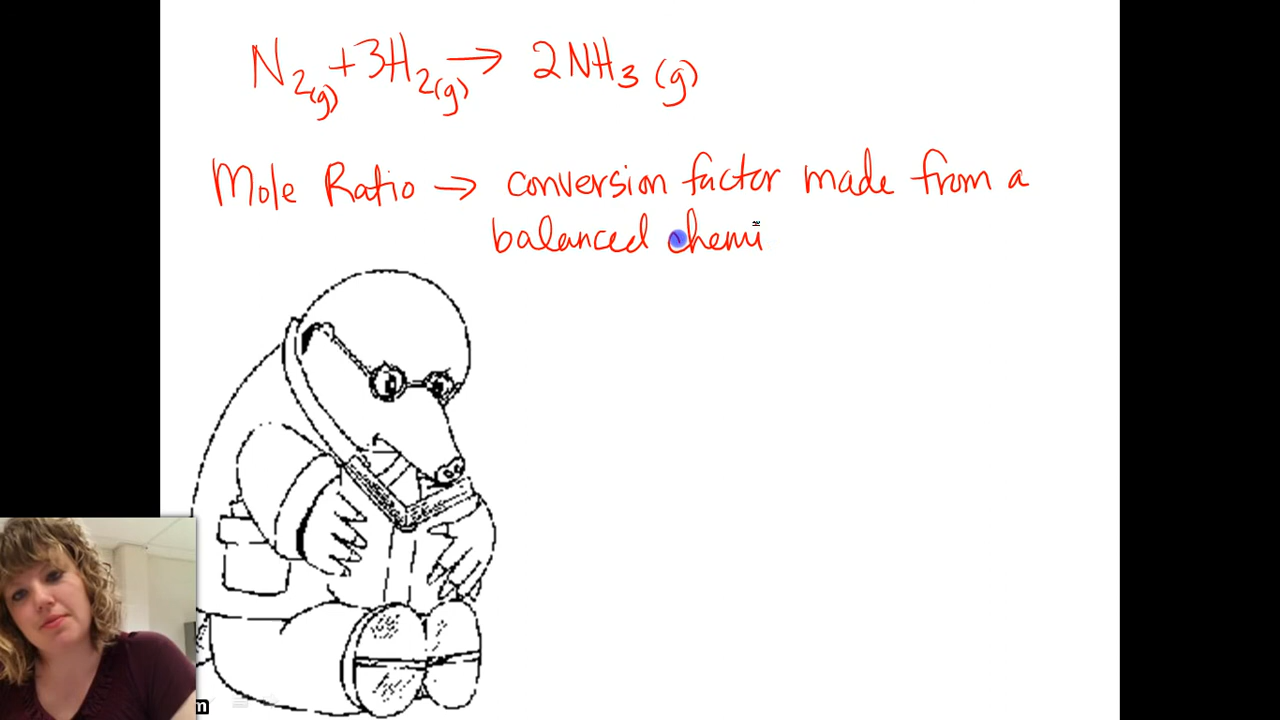 N₂(g) + 3H₂(g) → 2NH₃ (g)
Mole Ratio → conversion factor made from a
balanced chemi